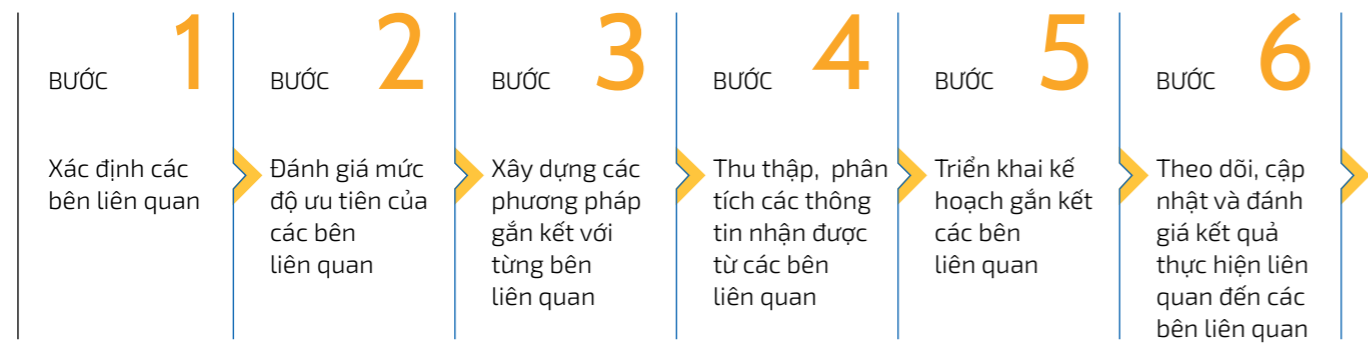 BƯỚC 1
Xác định các
bên liên quan
BƯỚC 2
Đánh giá mức
độ ưu tiên của
các bên
liên quan
BƯỚC 3
Xây dựng các
phương pháp
gắn kết với
từng bên
liên quan
BƯỚC 4
Thu thập, phân
tích các thông
tin nhận được
từ các bên
liên quan
BƯỚC 5
Triển khai kế
hoạch gắn kết
các bên
liên quan
BƯỚC 6
Theo dõi, cập
nhật và đánh
giá kết quả
thực hiện liên
quan đến các
bên liên quan